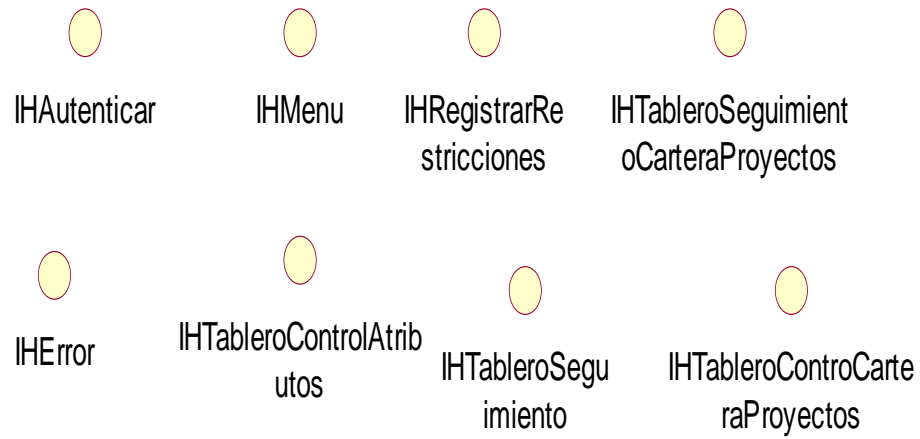 IHAutenticar
IHMenu
IHRegistrarRe
stricciones
IHTableroSeguimient
oCarteraProyectos
IHError
IHTableroControlAtrib
utos
IHTableroSegu
imiento
IHTableroControCarte
raProyectos